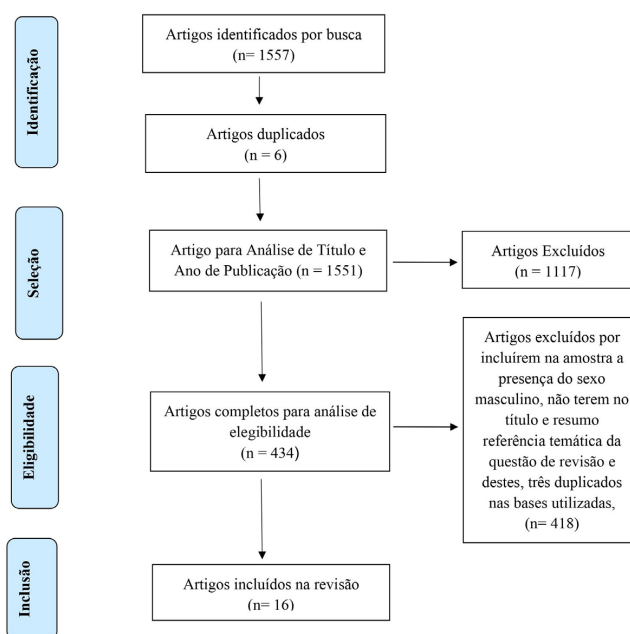 Identificação
Artigos identificados por busca
(n= 1557)
Artigos duplicados
(n = 6)
Seleção
Artigo para Análise de Título e
Ano de Publicação (n = 1551)
Artigos Excluídos
(n = 1117)
Eligibilidade
Artigos completos para análise de
elegibilidade
(n = 434)
Artigos excluídos por
incluírem na amostra a
presença do sexo
masculino, não terem no
título e resumo
referência temática da
questão de revisão e
destes, três duplicados
nas bases utilizadas,
(n= 418)
Inclusão
Artigos incluídos na revisão
(n= 16)